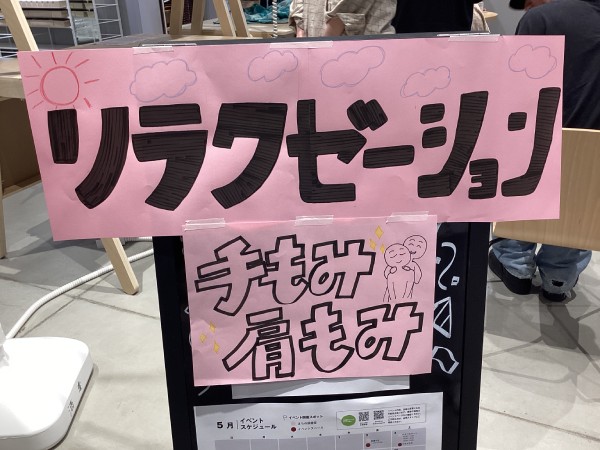 リラクゼーション
手もみ
肩もみ
5月
イベント
スケジュール